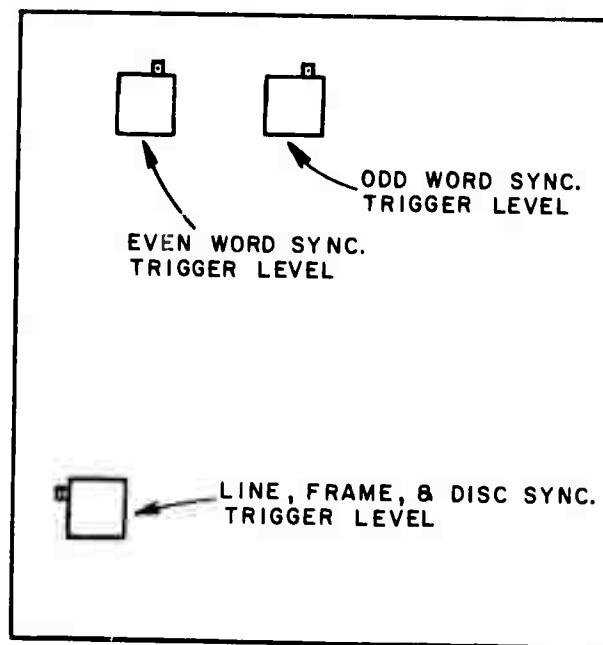 ODD WORD SYNC.
TRIGGER LEVEL
EVEN WORD SYNC.
TRIGGER LEVEL
LINE, FRAME, & DISC SYNC.
TRIGGER LEVEL